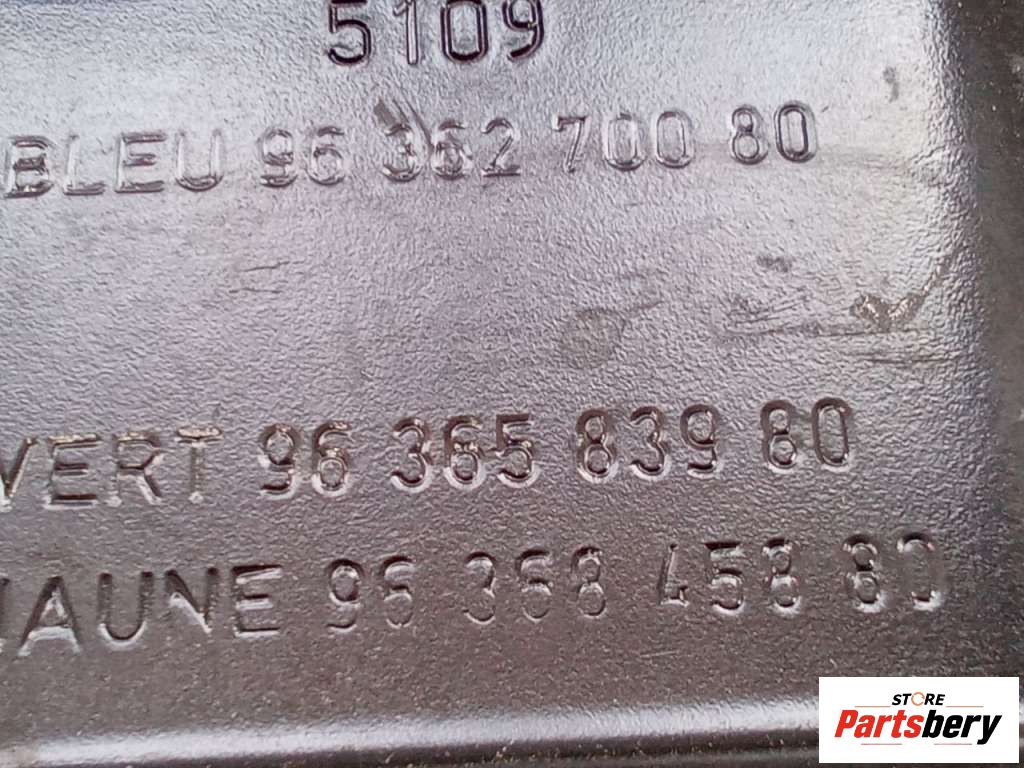 5109
BLEU 96 362 700 80
VERT 96 365 839 80
JAUNE 96 368 458 80
STORE
Partsbery